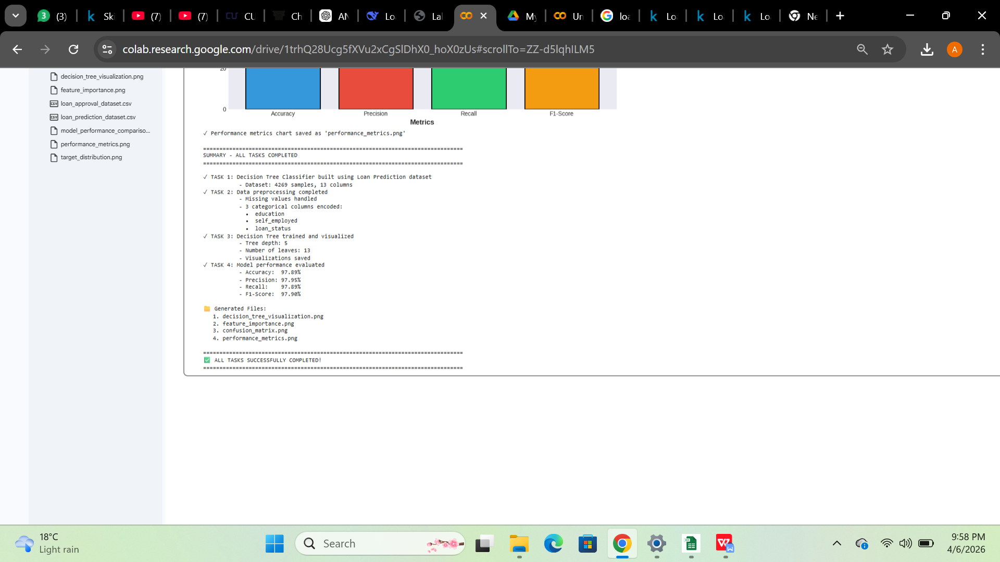 3 (3)
k Ski
(7)
(7)
CU
Ch
AN
Lo
Lal
My
Un
loa
k Lo
k Lo
k Lo
Ne
colab.research.google.com/drive/1trhQ28Ucg5fXVu2xCgSlDhX0_hoX0zUs#scrollTo=ZZ-d5lqhILM5
A
decision_tree_visualization.png
feature_importance.png
CSV loan_approval_dataset.csv
CSV loan_prediction_dataset.csv
model_performance_compariso...
performance_metrics.png
target_distribution.png
20
0
Accuracy Precision Recall F1-Score
Metrics
✓ Performance metrics chart saved as 'performance_metrics.png'
================================================================================
SUMMARY - ALL TASKS COMPLETED
================================================================================
✓ TASK 1: Decision Tree Classifier built using Loan Prediction dataset
- Dataset: 4269 samples, 13 columns
✓ TASK 2: Data preprocessing completed
- Missing values handled
- 3 categorical columns encoded:
• education
• self_employed
• loan_status
✓ TASK 3: Decision Tree trained and visualized
- Tree depth: 5
- Number of leaves: 13
- Visualizations saved
✓ TASK 4: Model performance evaluated
- Accuracy: 97.89%
- Precision: 97.95%
- Recall: 97.89%
- F1-Score: 97.90%
📁 Generated Files:
1. decision_tree_visualization.png
2. feature_importance.png
3. confusion_matrix.png
4. performance_metrics.png
================================================================================
✅ ALL TASKS SUCCESSFULLY COMPLETED!
================================================================================
18°C
Light rain
Search
9:58 PM
4/6/2026